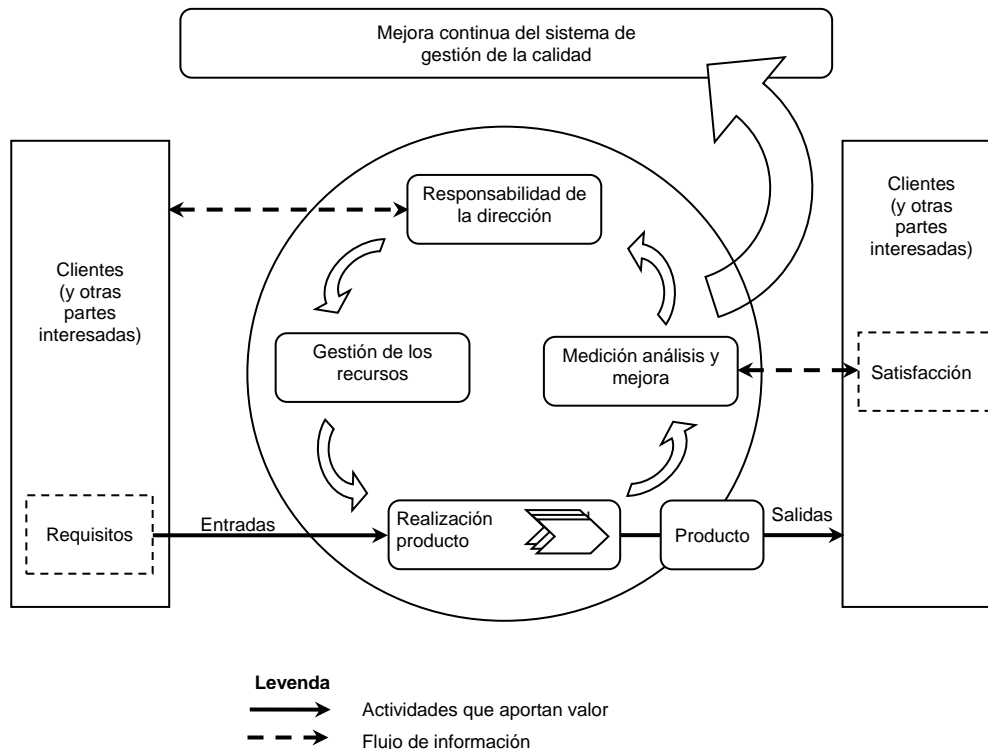 Mejora continua del sistema de
gestión de la calidad
Responsabilidad de
la dirección
Clientes
(y otras
partes
interesadas)
Clientes
(y otras
partes
interesadas)
Gestión de los
recursos
Medición análisis y
mejora
Satisfacción
Requisitos
Entradas
Realización
producto
Producto
Salidas
Levenda
Actividades que aportan valor
Flujo de información